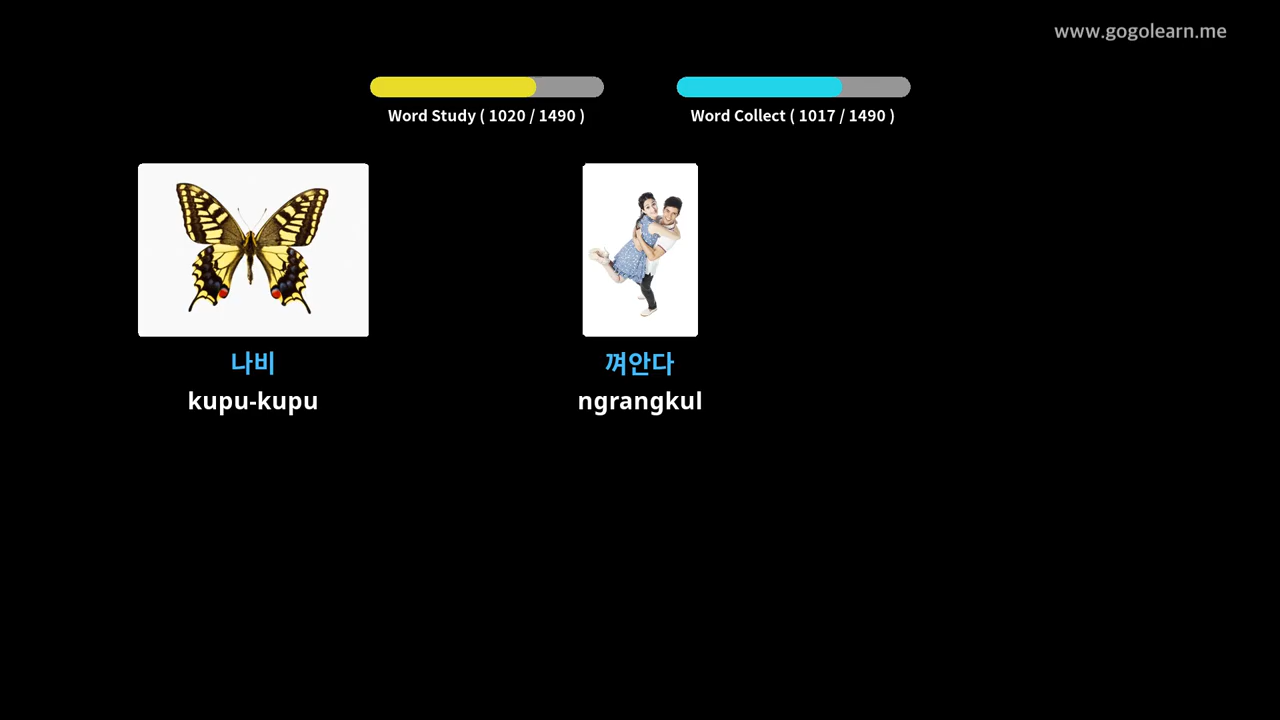 www.gogolearn.me
Word Study ( 1020 / 1490 )
Word Collect ( 1017 / 1490 )
나비
kupu-kupu
껴안다
ngrangkul